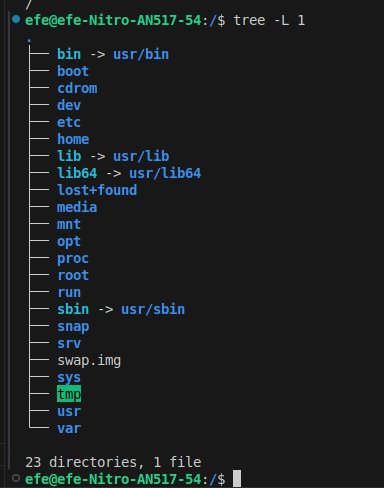 /
efe@efe-Nitro-AN517-54:/$ tree -L 1
.
├── bin -> usr/bin
├── boot
├── cdrom
├── dev
├── etc
├── home
├── lib -> usr/lib
├── lib64 -> usr/lib64
├── lost+found
├── media
├── mnt
├── opt
├── proc
├── root
├── run
├── sbin -> usr/sbin
├── snap
├── srv
├── swap.img
├── sys
├── tmp
├── usr
└── var
23 directories, 1 file
efe@efe-Nitro-AN517-54:/$